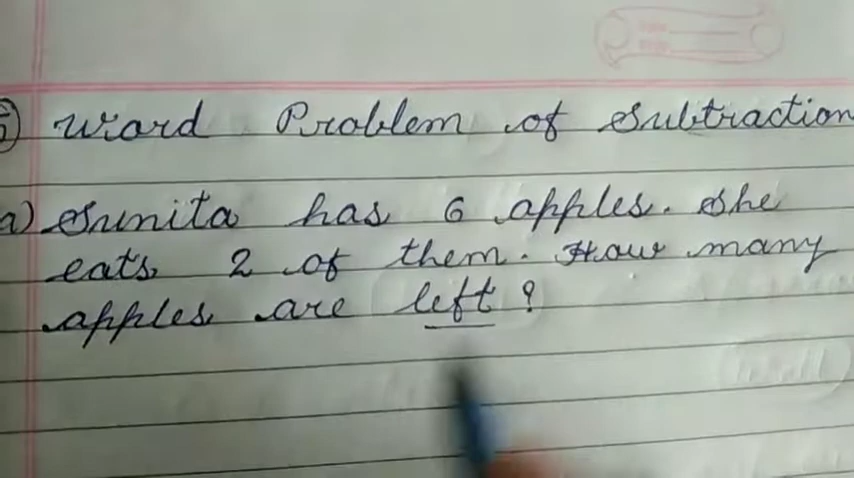 Word Problem of Subtraction
a) Sunita has 6 apples. She
eats 2 of them. How many
apples are left ?